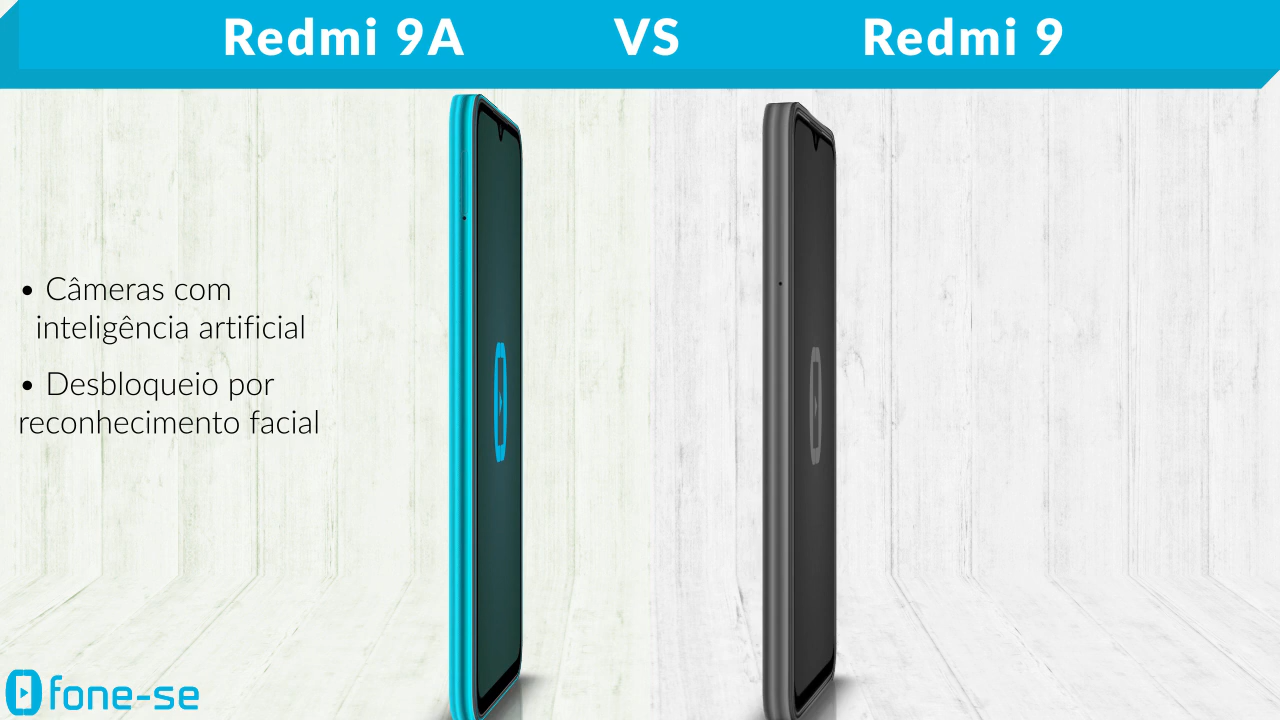 Redmi 9A VS Redmi 9
• Câmeras com
inteligência artificial
• Desbloqueio por
reconhecimento facial
fone-se